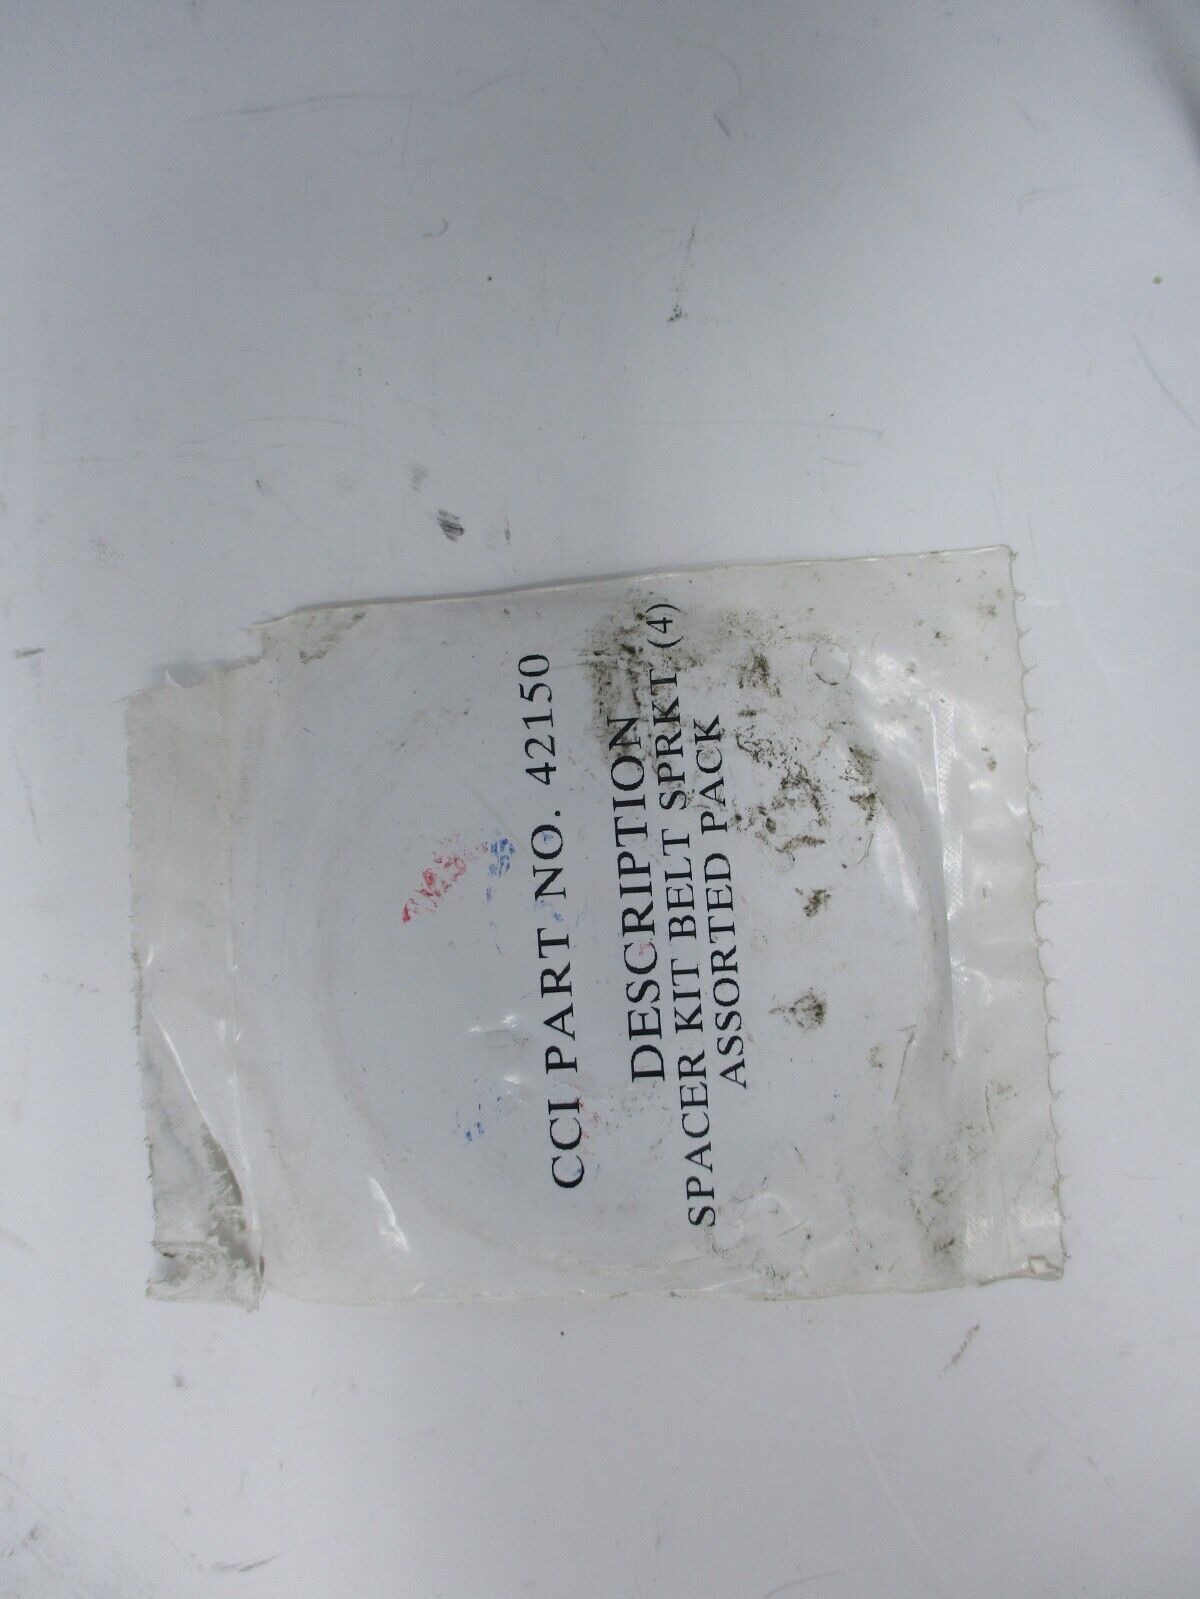 CCI PART NO. 42150
DESCRIPTION
SPACER KIT BELT SPRKT (4)
ASSORTED PACK